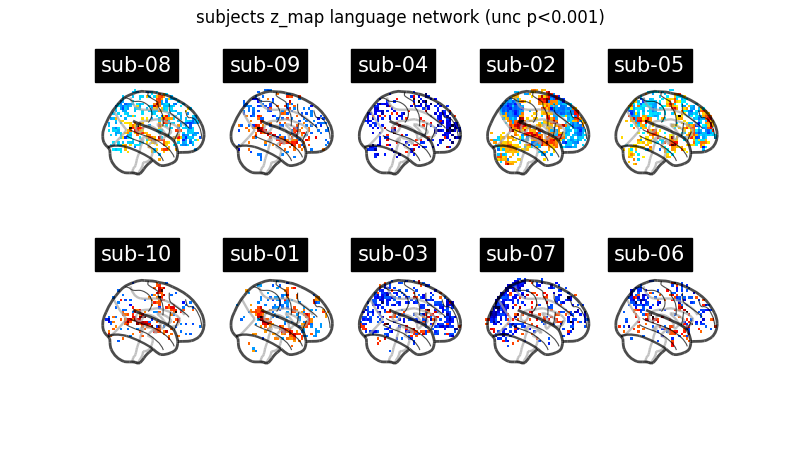 subjects z_map language network (unc p<0.001)
sub-08 sub-09 sub-04 sub-02 sub-05
sub-10 sub-01 sub-03 sub-07 sub-06